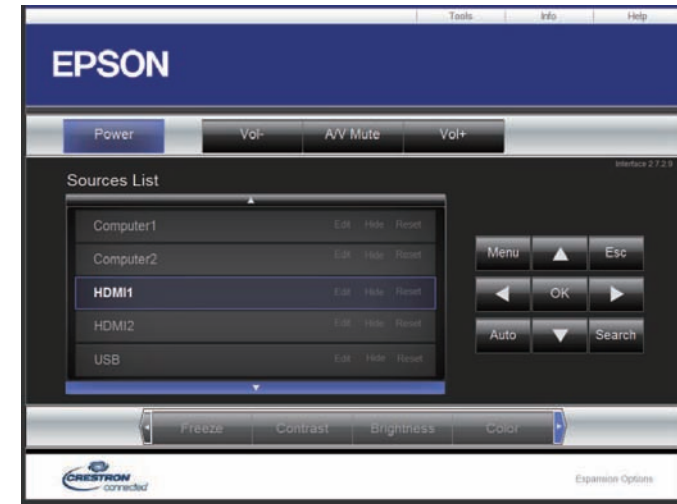 Tools Info Help
EPSON
Power Vol- A/V Mute Vol+
Interface 2.7.2.9
Sources List
Computer1 Edit Hide Reset
Computer2 Edit Hide Reset
HDMI1 Edit Hide Reset
HDMI2 Edit Hide Reset
USB Edit Hide Reset
Menu Esc
OK
Auto Search
Freeze Contrast Brightness Color
CRESTRON
connected
Expansion Options